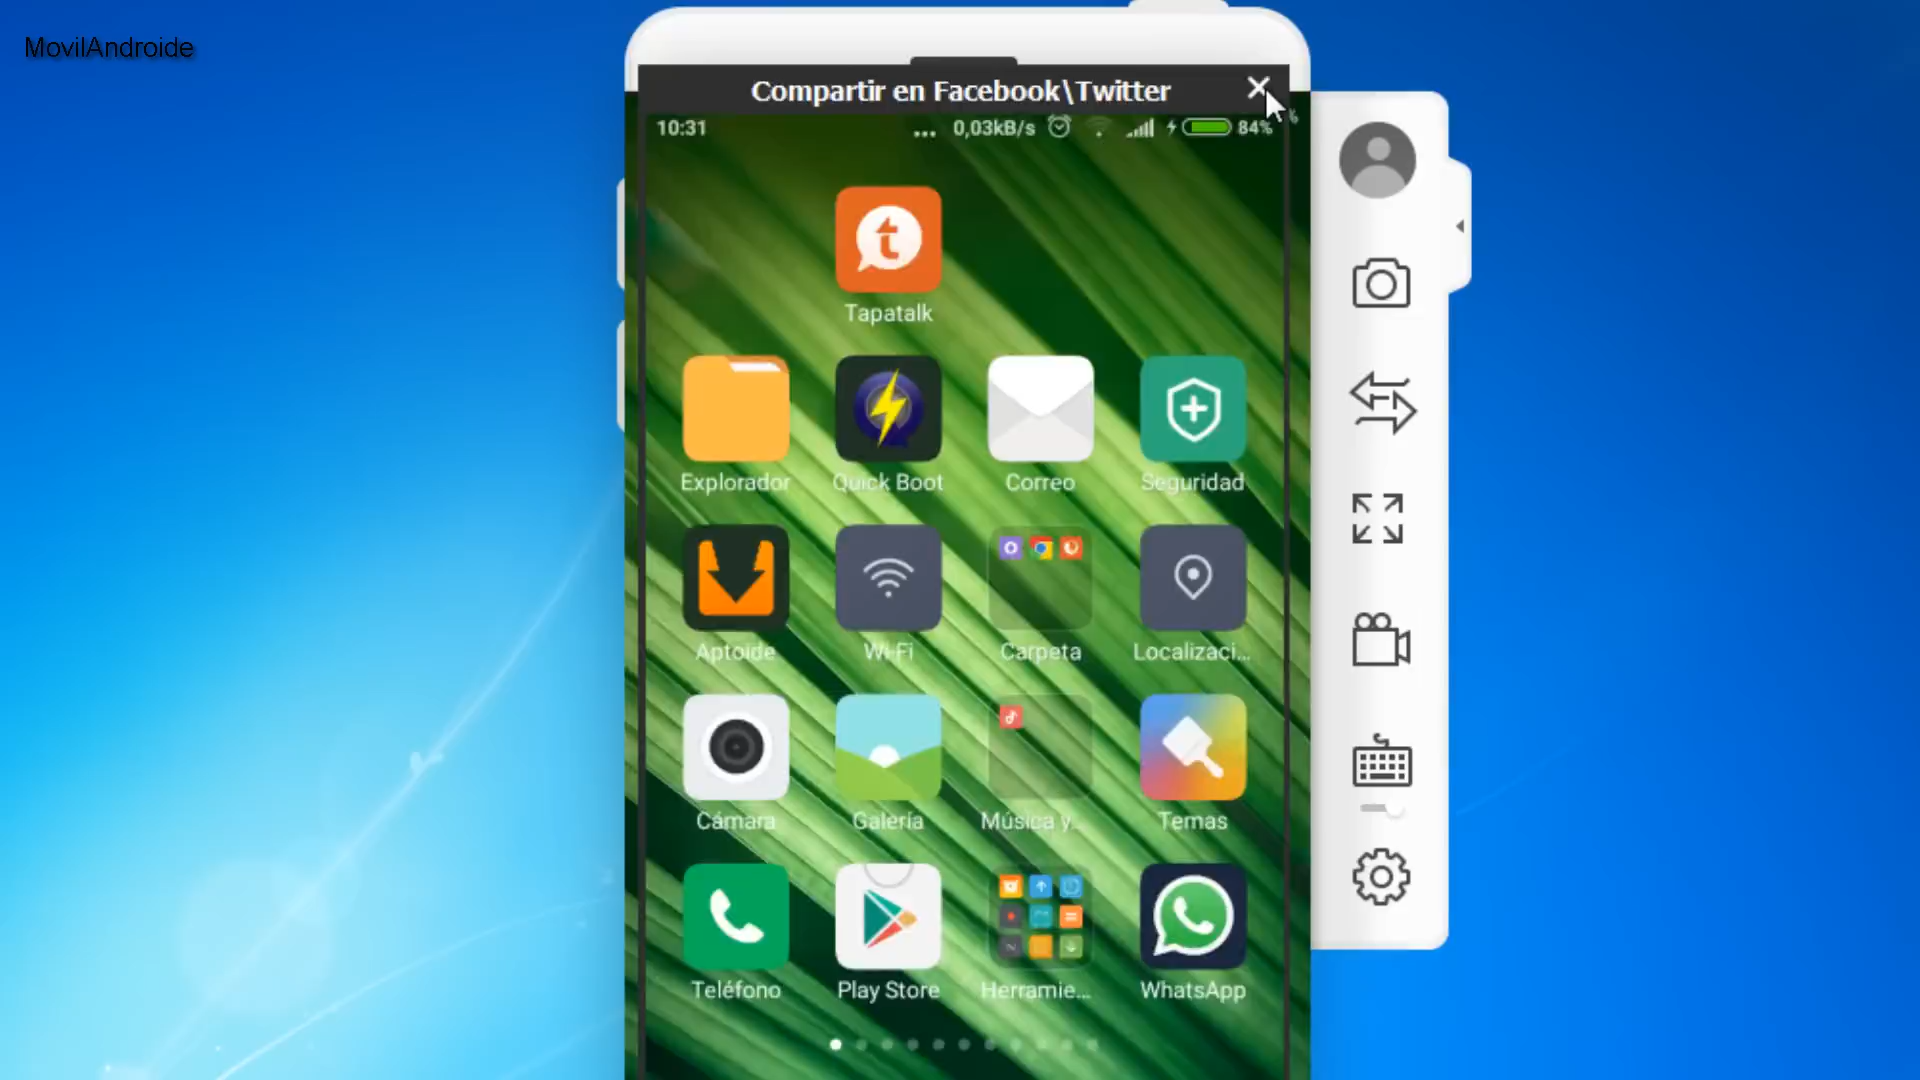 MovilAndroide
Compartir en Facebook\Twitter
10:31 ... 0,03kB/s 84%
Tapatalk
Explorador Quick Boot Correo Seguridad
Aptoide Wi-Fi Carpeta Localizaci...
Cámara Galería Música y... Temas
Teléfono Play Store Herramie... WhatsApp